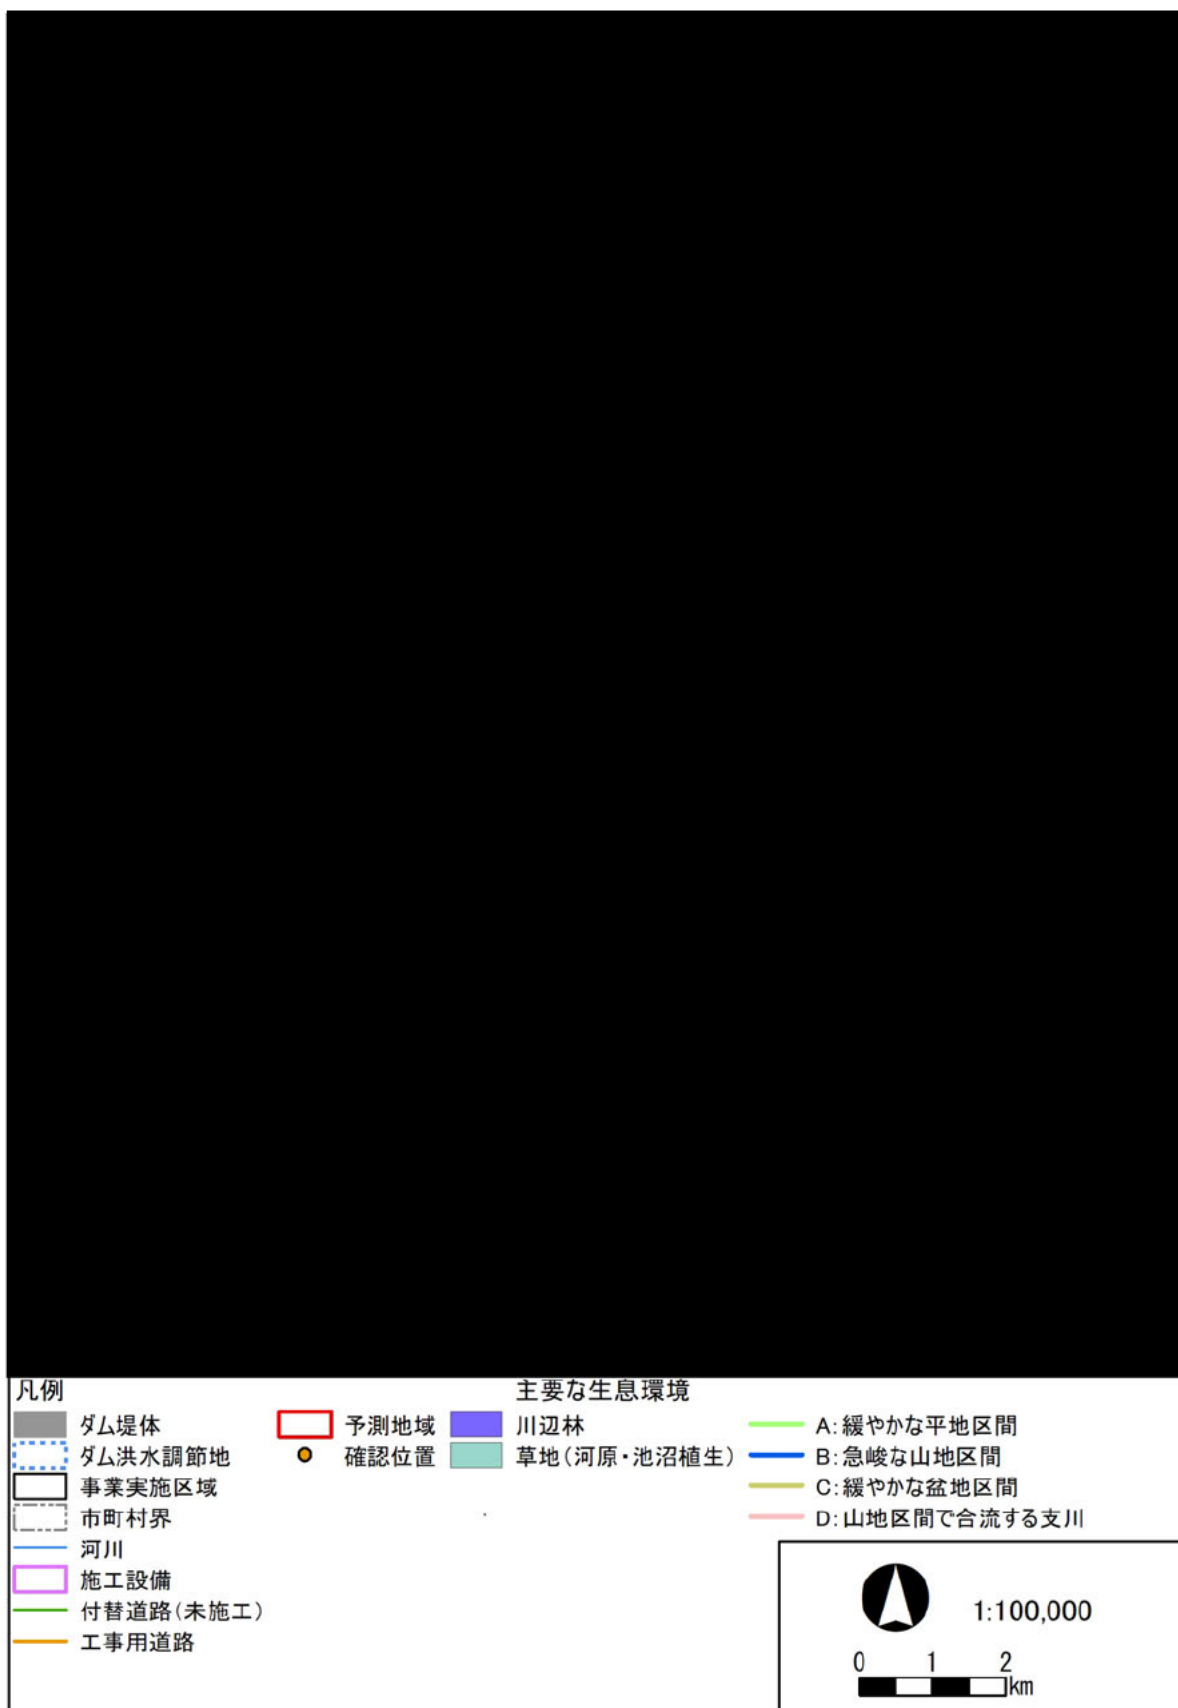 凡例
ダム堤体
ダム洪水調節地
事業実施区域
市町村界
河川
施工設備
付替道路(未施工)
工事用道路
予測地域
確認位置
主要な生息環境
川辺林
草地(河原・池沼植生)
A:緩やかな平地区間
B:急峻な山地区間
C:緩やかな盆地区間
D:山地区間で合流する支川
1:100,000
0 1 2
km